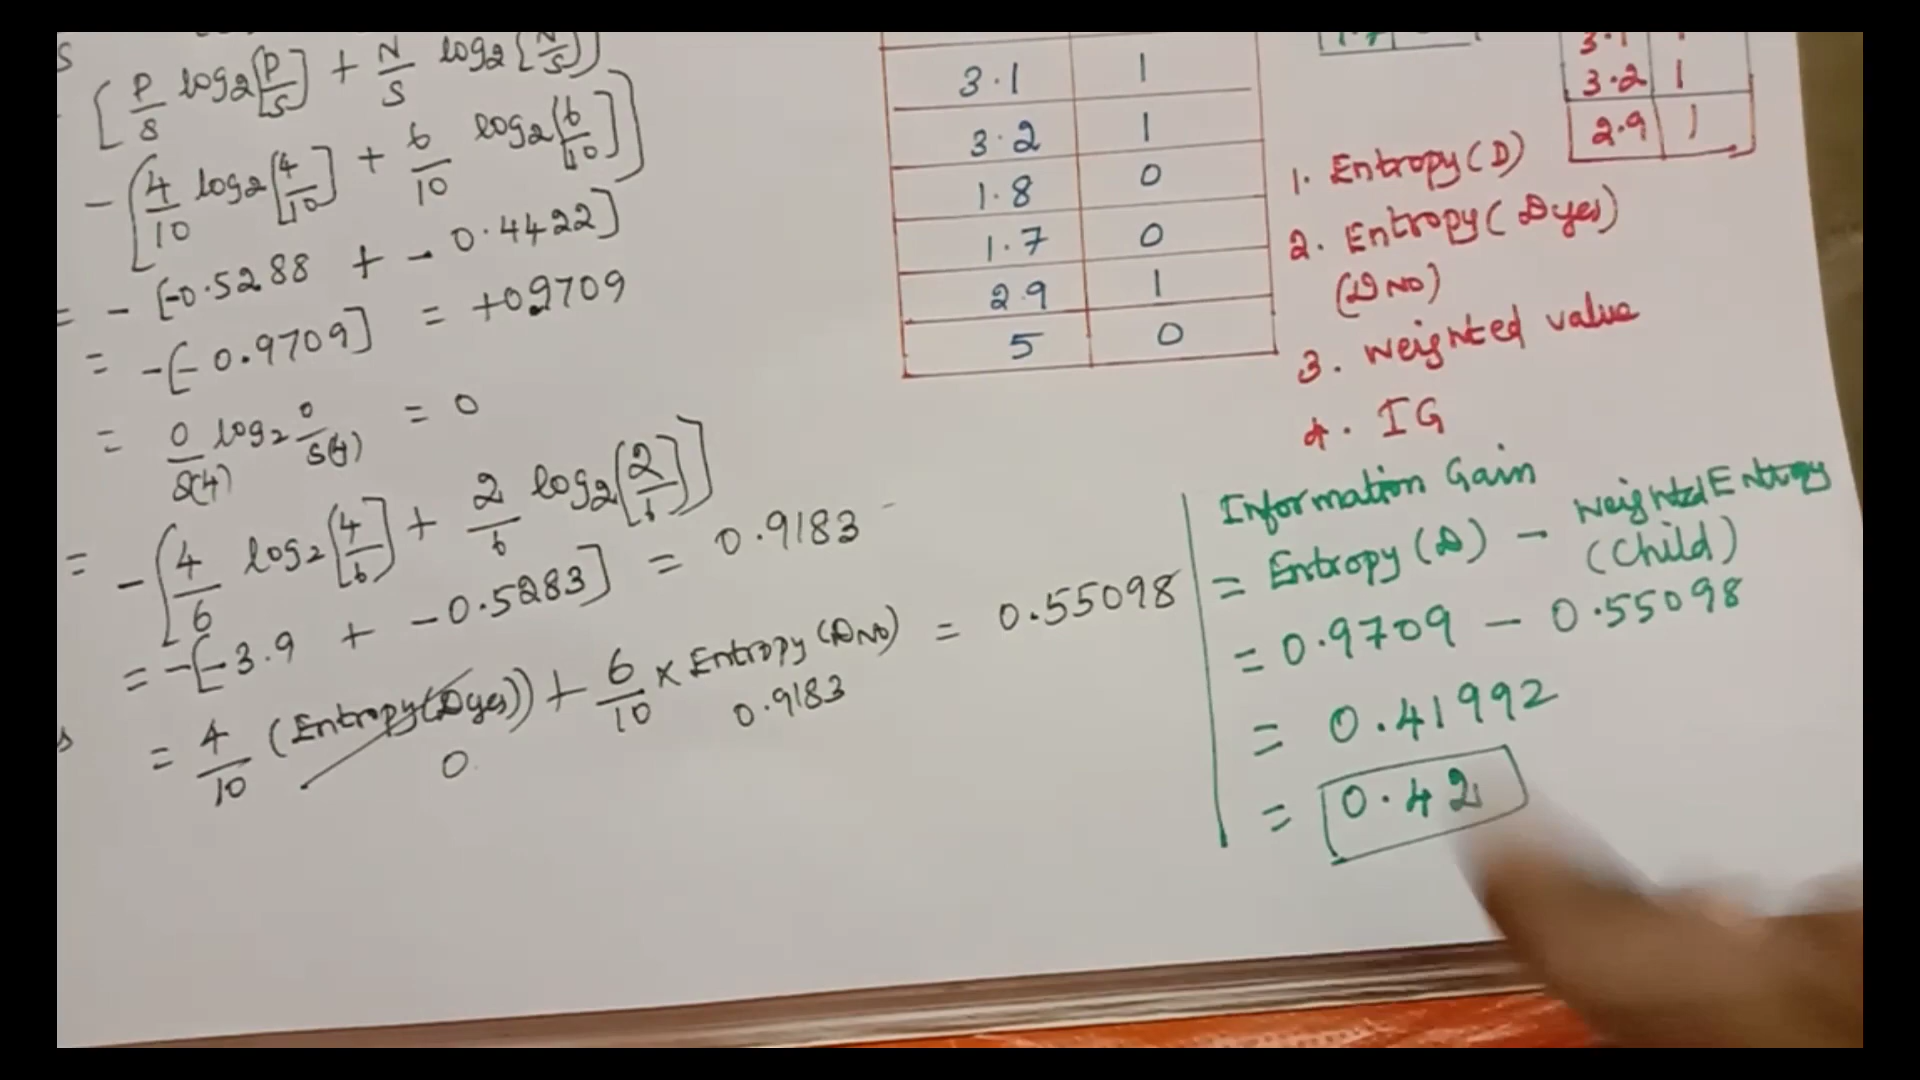 S
[P/S log2[P/S] + N/S log2[N/S]]
- [4/10 log2[4/10] + 6/10 log2[6/10]]
= - [-0.5288 + - 0.4422]
= -[-0.9709] = +0.9709
= 0/S(4) log2 0/S(4) = 0
= -[4/6 log2[4/6] + 2/6 log2[2/6]]
= -[-3.9 + -0.5283] = 0.9183
= 4/10 (Entropy(Dyes)) + 6/10 × Entropy(DNO) = 0.55098
0 0.9183
3.1 1
3.2 1
1.8 0
1.7 0
2.9 1
5 0
1.7
3.1 1
3.2 1
2.9 1
1. Entropy(D)
2. Entropy(Dyes)
(DNO)
3. Weighted value
4. IG
Information Gain
= Entropy (D) - Weighted Entropy
(Child)
= 0.9709 - 0.55098
= 0.41992
= 0.42